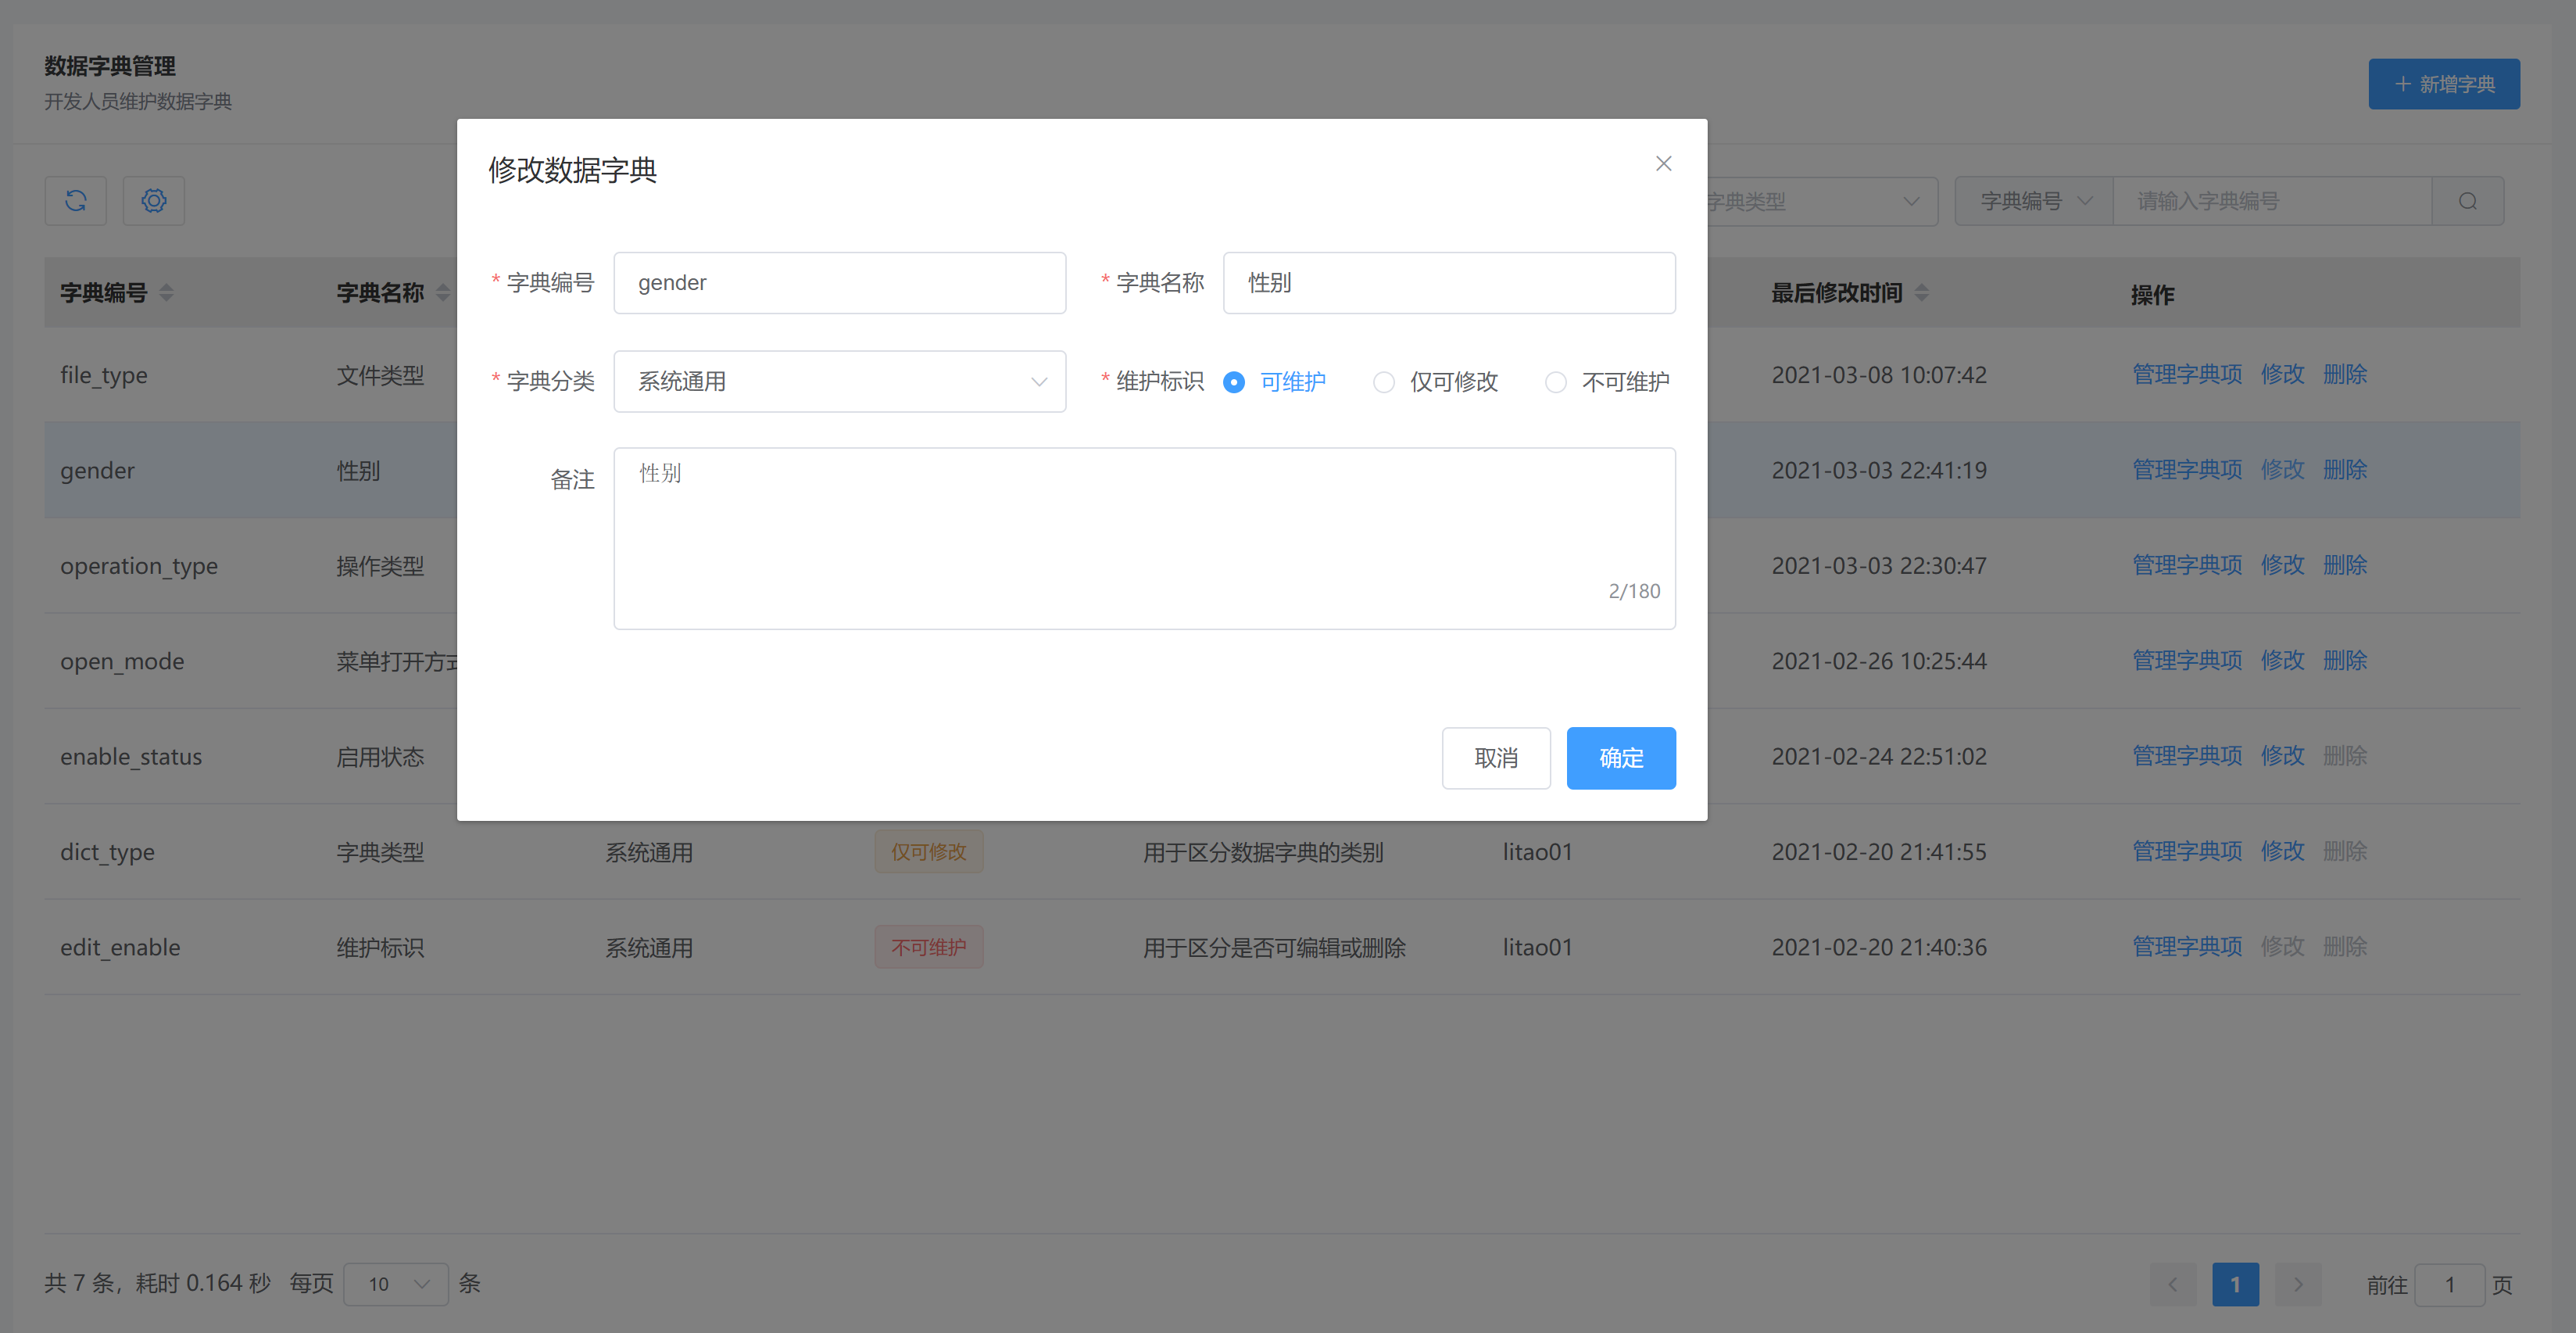 数据字典管理
开发人员维护数据字典
+ 新增字典
修改数据字典
字典类型
字典编号
请输入字典编号
* 字典编号 gender * 字典名称 性别
字典编号 字典名称 最后修改时间 操作
* 字典分类 系统通用 * 维护标识 可维护 仅可修改 不可维护
file_type 文件类型 2021-03-08 10:07:42 管理字典项 修改 删除
备注 性别
gender 性别 2021-03-03 22:41:19 管理字典项 修改 删除
operation_type 操作类型 2021-03-03 22:30:47 管理字典项 修改 删除
2/180
open_mode 菜单打开方式 2021-02-26 10:25:44 管理字典项 修改 删除
enable_status 启用状态 2021-02-24 22:51:02 管理字典项 修改 删除
取消 确定
dict_type 字典类型 系统通用 仅可修改 用于区分数据字典的类别 litao01 2021-02-20 21:41:55 管理字典项 修改 删除
edit_enable 维护标识 系统通用 不可维护 用于区分是否可编辑或删除 litao01 2021-02-20 21:40:36 管理字典项 修改 删除
共 7 条，耗时 0.164 秒 每页 10 条 1 前往 1 页